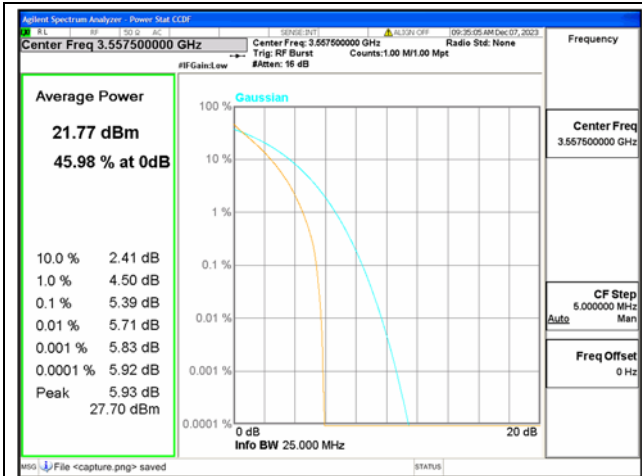 Agilent Spectrum Analyzer - Power Stat CCDF
RL RF 50 Ω AC SENSE:INT ALIGN OFF 09:35:05 AM Dec 07, 2023
Center Freq 3.557500000 GHz
Center Freq: 3.557500000 GHz Radio Std: None
Trig: RF Burst Counts:1.00 M/1.00 Mpt
#IFGain:Low #Atten: 16 dB
Frequency
Average Power
21.77 dBm
45.98 % at 0dB
10.0 % 2.41 dB
1.0 % 4.50 dB
0.1 % 5.39 dB
0.01 % 5.71 dB
0.001 % 5.83 dB
0.0001 % 5.92 dB
Peak 5.93 dB
27.70 dBm
Gaussian
100 %
10 %
1 %
0.1 %
0.01 %
0.001 %
0.0001 %
0 dB 20 dB
Info BW 25.000 MHz
Center Freq
3.557500000 GHz
CF Step
5.000000 MHz
Auto Man
Freq Offset
0 Hz
MSG File <capture.png> saved STATUS